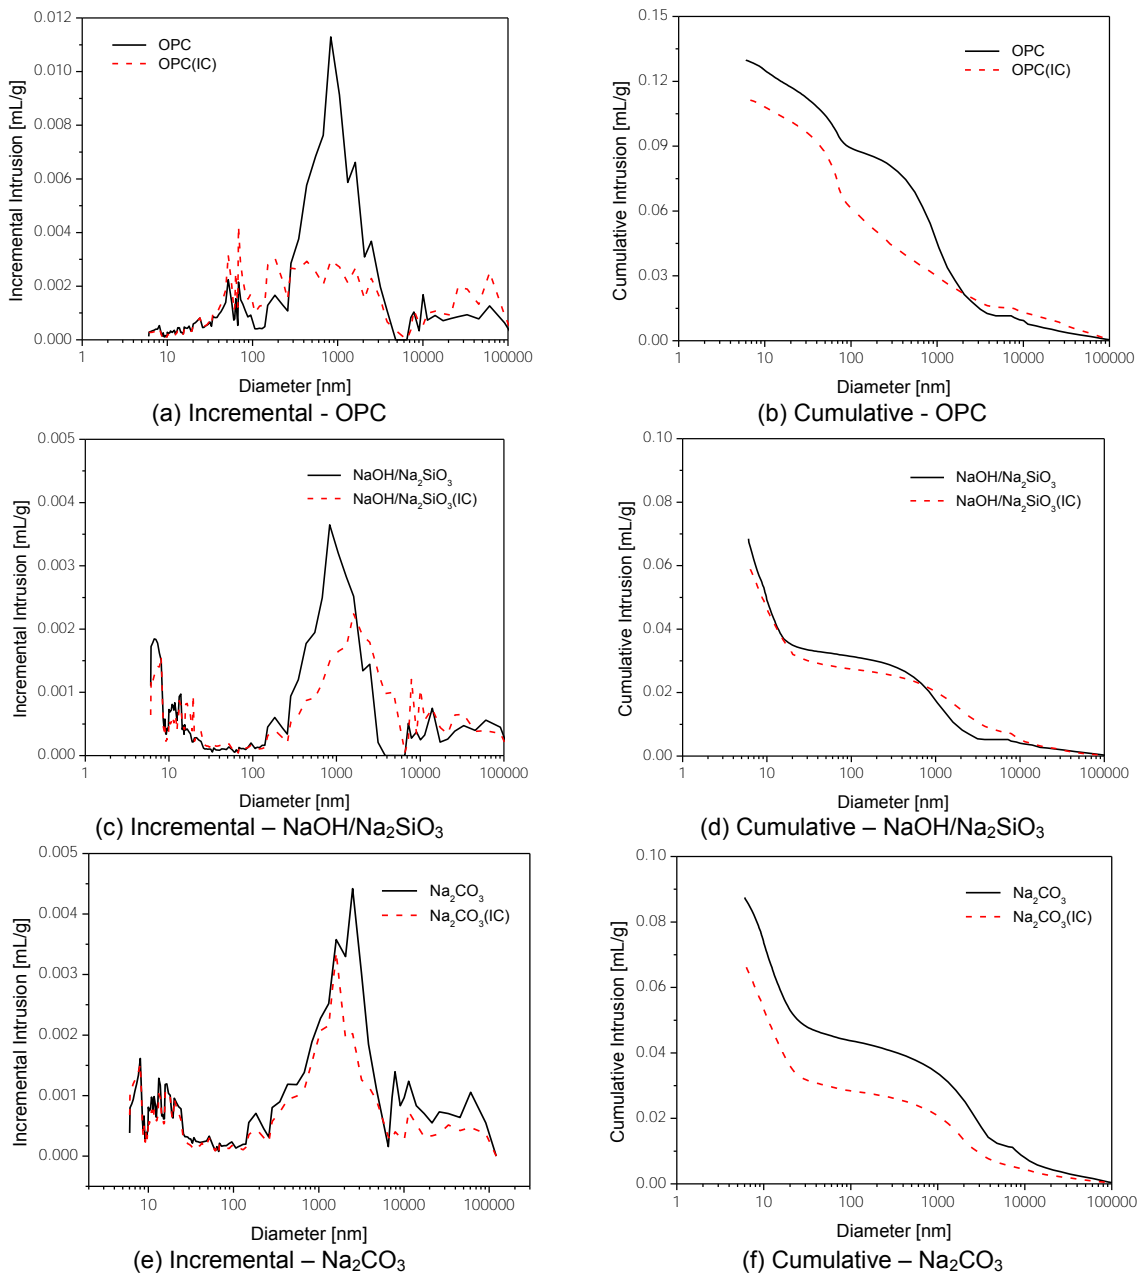 0.012
0.010
0.008
0.006
0.004
0.002
0.000
Incremental Intrusion [mL/g]
OPC
OPC(IC)
1 10 100 1000 10000 100000
Diameter [nm]
(a) Incremental - OPC
0.15
0.12
0.09
0.06
0.03
0.00
Cumulative Intrusion [mL/g]
OPC
OPC(IC)
1 10 100 1000 10000 100000
Diameter [nm]
(b) Cumulative - OPC
0.005
0.004
0.003
0.002
0.001
0.000
Incremental Intrusion [mL/g]
NaOH/Na₂SiO₃
NaOH/Na₂SiO₃(IC)
1 10 100 1000 10000 100000
Diameter [nm]
(c) Incremental – NaOH/Na₂SiO₃
0.10
0.08
0.06
0.04
0.02
0.00
Cumulative Intrusion [mL/g]
NaOH/Na₂SiO₃
NaOH/Na₂SiO₃(IC)
1 10 100 1000 10000 100000
Diameter [nm]
(d) Cumulative – NaOH/Na₂SiO₃
0.005
0.004
0.003
0.002
0.001
0.000
Incremental Intrusion [mL/g]
Na₂CO₃
Na₂CO₃(IC)
10 100 1000 10000 100000
Diameter [nm]
(e) Incremental – Na₂CO₃
0.10
0.08
0.06
0.04
0.02
0.00
Cumulative Intrusion [mL/g]
Na₂CO₃
Na₂CO₃(IC)
1 10 100 1000 10000 100000
Diameter [nm]
(f) Cumulative – Na₂CO₃